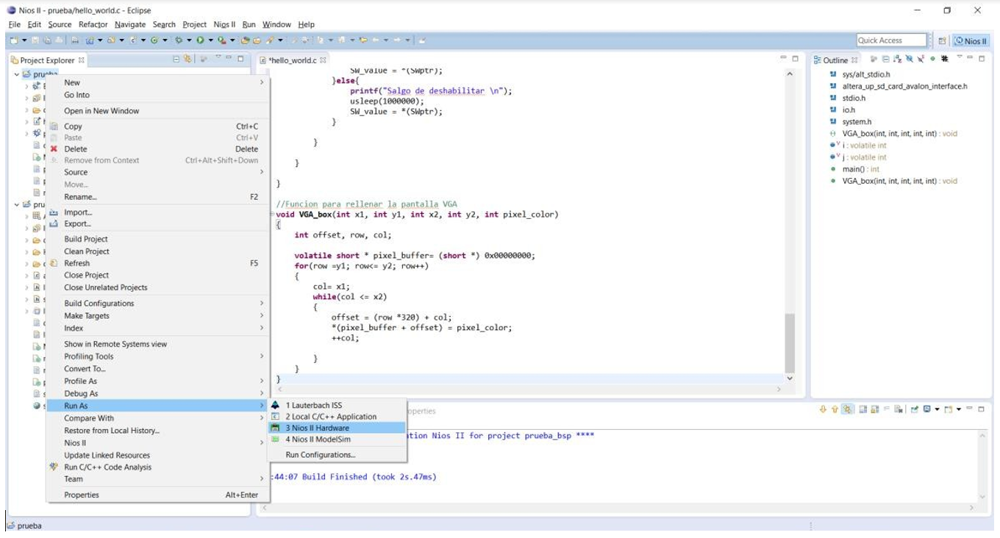 Nios II - prueba/hello_world.c - Eclipse
File Edit Source Refactor Navigate Search Project Nios II Run Window Help
Quick Access
Nios II
Project Explorer
prueba
New
Go Into
Open in New Window
Copy Ctrl+C
Paste Ctrl+V
Delete Delete
Remove from Context Ctrl+Alt+Shift+Down
Source
Move...
Rename... F2
Import...
Export...
Build Project
Clean Project
Refresh F5
Close Project
Close Unrelated Projects
Build Configurations
Make Targets
Index
Show in Remote Systems view
Profiling Tools
Convert To...
Profile As
Debug As
Run As
Compare With
Restore from Local History...
Nios II
Update Linked Resources
Run C/C++ Code Analysis
Team
Properties Alt+Enter
1 Lauterbach ISS
2 Local C/C++ Application
3 Nios II Hardware
4 Nios II ModelSim
Run Configurations...
*hello_world.c
SW_value = *(SWptr);
}else{
printf("Salgo de deshabilitar \n");
usleep(1000000);
SW_value = *(SWptr);
}
}
}
}
//Funcion para rellenar la pantalla VGA
void VGA_box(int x1, int y1, int x2, int y2, int pixel_color)
{
int offset, row, col;
volatile short * pixel_buffer= (short *) 0x00000000;
for(row =y1; row<= y2; row++)
{
col= x1;
while(col <= x2)
{
offset = (row *320) + col;
*(pixel_buffer + offset) = pixel_color;
++col;
}
}
}
Outline
sys/alt_stdio.h
altera_up_sd_card_avalon_interface.h
stdio.h
io.h
system.h
VGA_box(int, int, int, int, int) : void
i : volatile int
j : volatile int
main() : int
VGA_box(int, int, int, int, int) : void
operties
ation Nios II for project prueba_bsp ****
:44:07 Build Finished (took 2s.47ms)
prueba